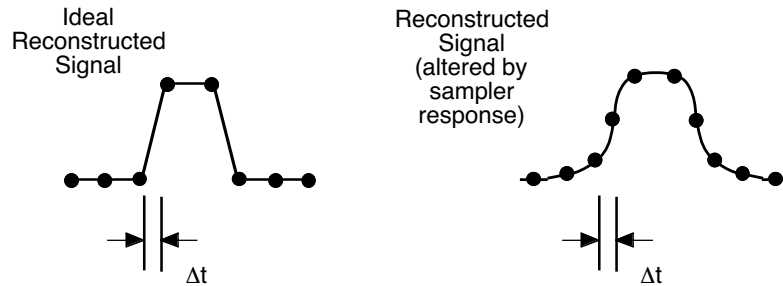 Ideal
Reconstructed
Signal
Δt
Reconstructed
Signal
(altered by
sampler
response)
Δt